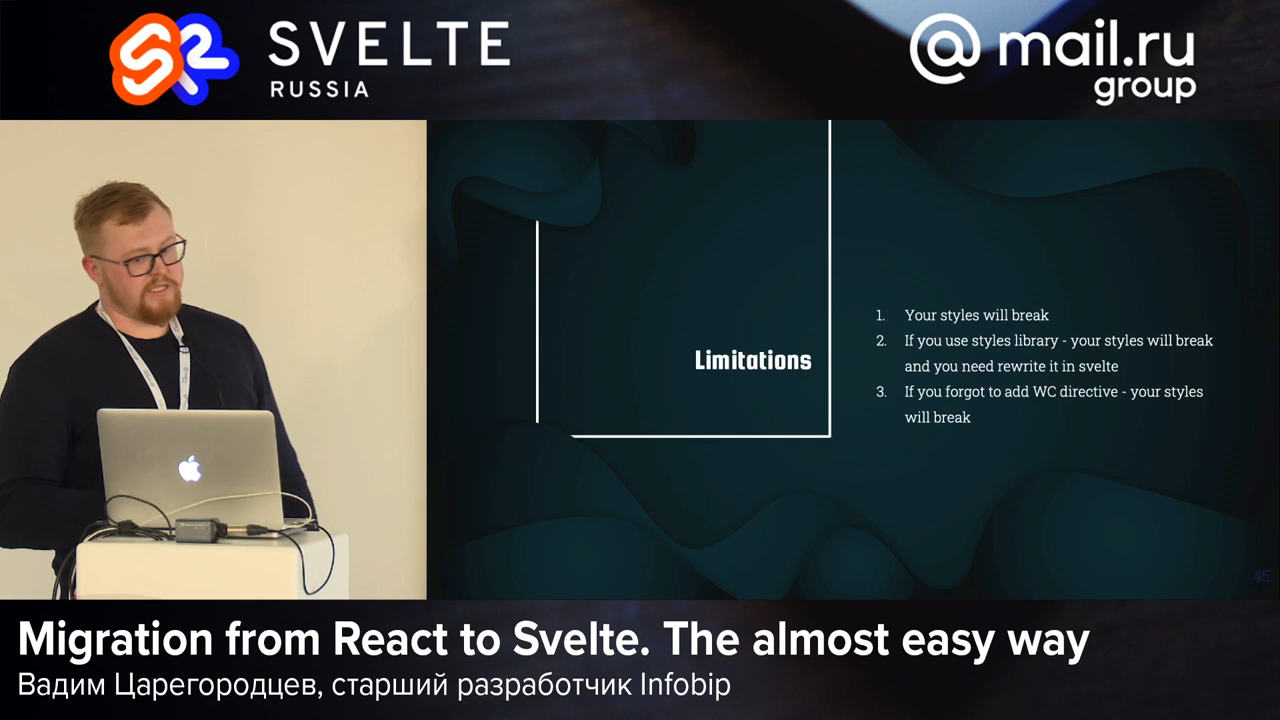 SVELTE
RUSSIA
@mail.ru
group
Limitations
1. Your styles will break
2. If you use styles library - your styles will break
and you need rewrite it in svelte
3. If you forgot to add WC directive - your styles
will break
45
Migration from React to Svelte. The almost easy way
Вадим Царегородцев, старший разработчик Infobip